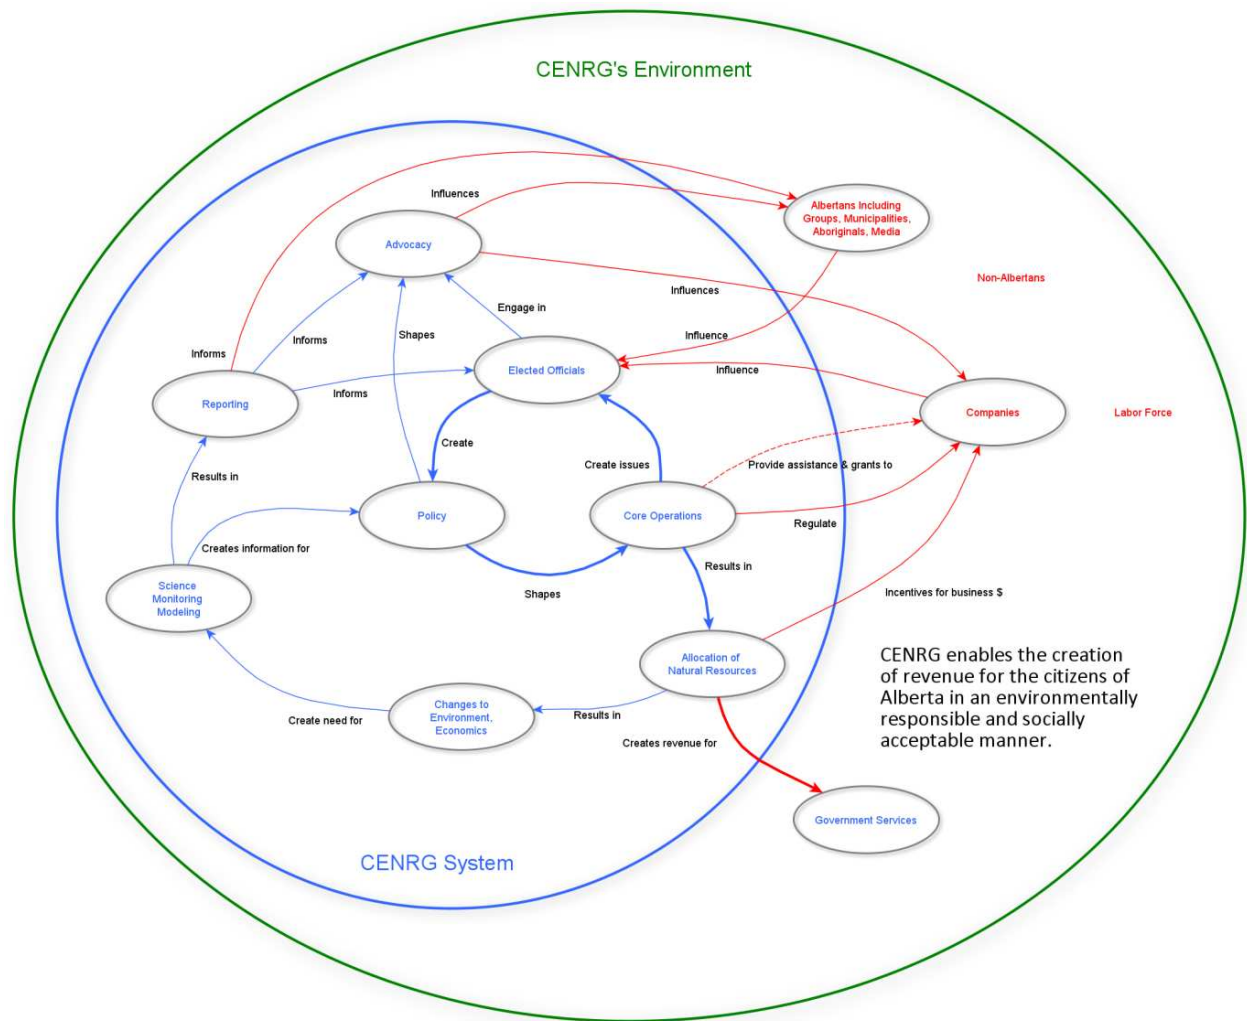 CENRG's Environment
Influences
Albertans Including
Groups, Municipalities,
Aboriginals, Media
Advocacy
Non-Albertans
Influences
Engage in
Shapes
Influence
Informs
Informs
Elected Officials
Influence
Informs
Reporting
Companies
Labor Force
Create
Create issues
Provide assistance & grants to
Results in
Policy
Core Operations
Regulate
Creates information for
Results in
Science
Monitoring
Modeling
Shapes
Incentives for business $
Allocation of
Natural Resources
CENRG enables the creation
of revenue for the citizens of
Alberta in an environmentally
responsible and socially
acceptable manner.
Changes to
Environment,
Economics
Create need for
Results in
Creates revenue for
Government Services
CENRG System